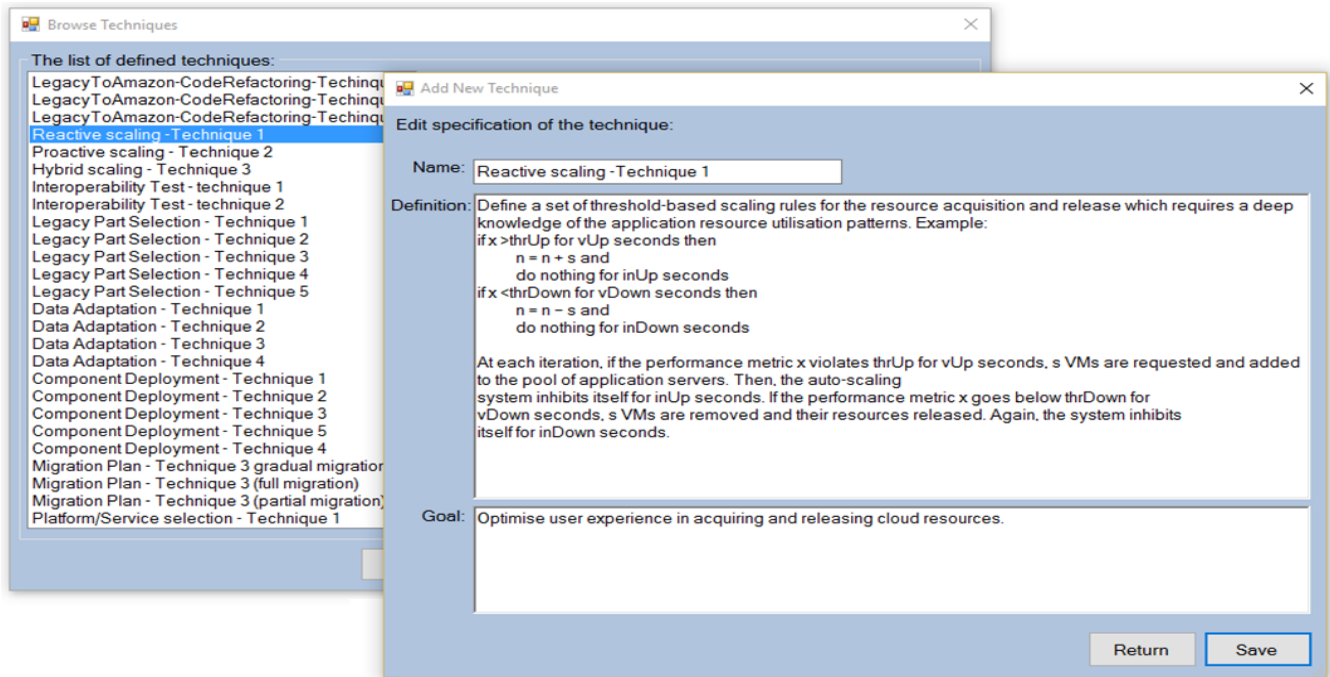 Browse Techniques
The list of defined techniques:
LegacyToAmazon-CodeRefactoring-Techinqu
LegacyToAmazon-CodeRefactoring-Techinqu
LegacyToAmazon-CodeRefactoring-Techinqu
Reactive scaling -Technique 1
Proactive scaling - Technique 2
Hybrid scaling - Technique 3
Interoperability Test - technique 1
Interoperability Test - technique 2
Legacy Part Selection - Technique 1
Legacy Part Selection - Technique 2
Legacy Part Selection - Technique 3
Legacy Part Selection - Technique 4
Legacy Part Selection - Technique 5
Data Adaptation - Technique 1
Data Adaptation - Technique 2
Data Adaptation - Technique 3
Data Adaptation - Technique 4
Component Deployment - Technique 1
Component Deployment - Technique 2
Component Deployment - Technique 3
Component Deployment - Technique 5
Component Deployment - Technique 4
Migration Plan - Technique 3 gradual migration
Migration Plan - Technique 3 (full migration)
Migration Plan - Technique 3 (partial migration)
Platform/Service selection - Technique 1
Add New Technique
Edit specification of the technique:
Name: Reactive scaling -Technique 1
Definition: Define a set of threshold-based scaling rules for the resource acquisition and release which requires a deep
knowledge of the application resource utilisation patterns. Example:
if x >thrUp for vUp seconds then
n = n + s and
do nothing for inUp seconds
if x <thrDown for vDown seconds then
n = n − s and
do nothing for inDown seconds
At each iteration, if the performance metric x violates thrUp for vUp seconds, s VMs are requested and added
to the pool of application servers. Then, the auto-scaling
system inhibits itself for inUp seconds. If the performance metric x goes below thrDown for
vDown seconds, s VMs are removed and their resources released. Again, the system inhibits
itself for inDown seconds.
Goal: Optimise user experience in acquiring and releasing cloud resources.
Return Save